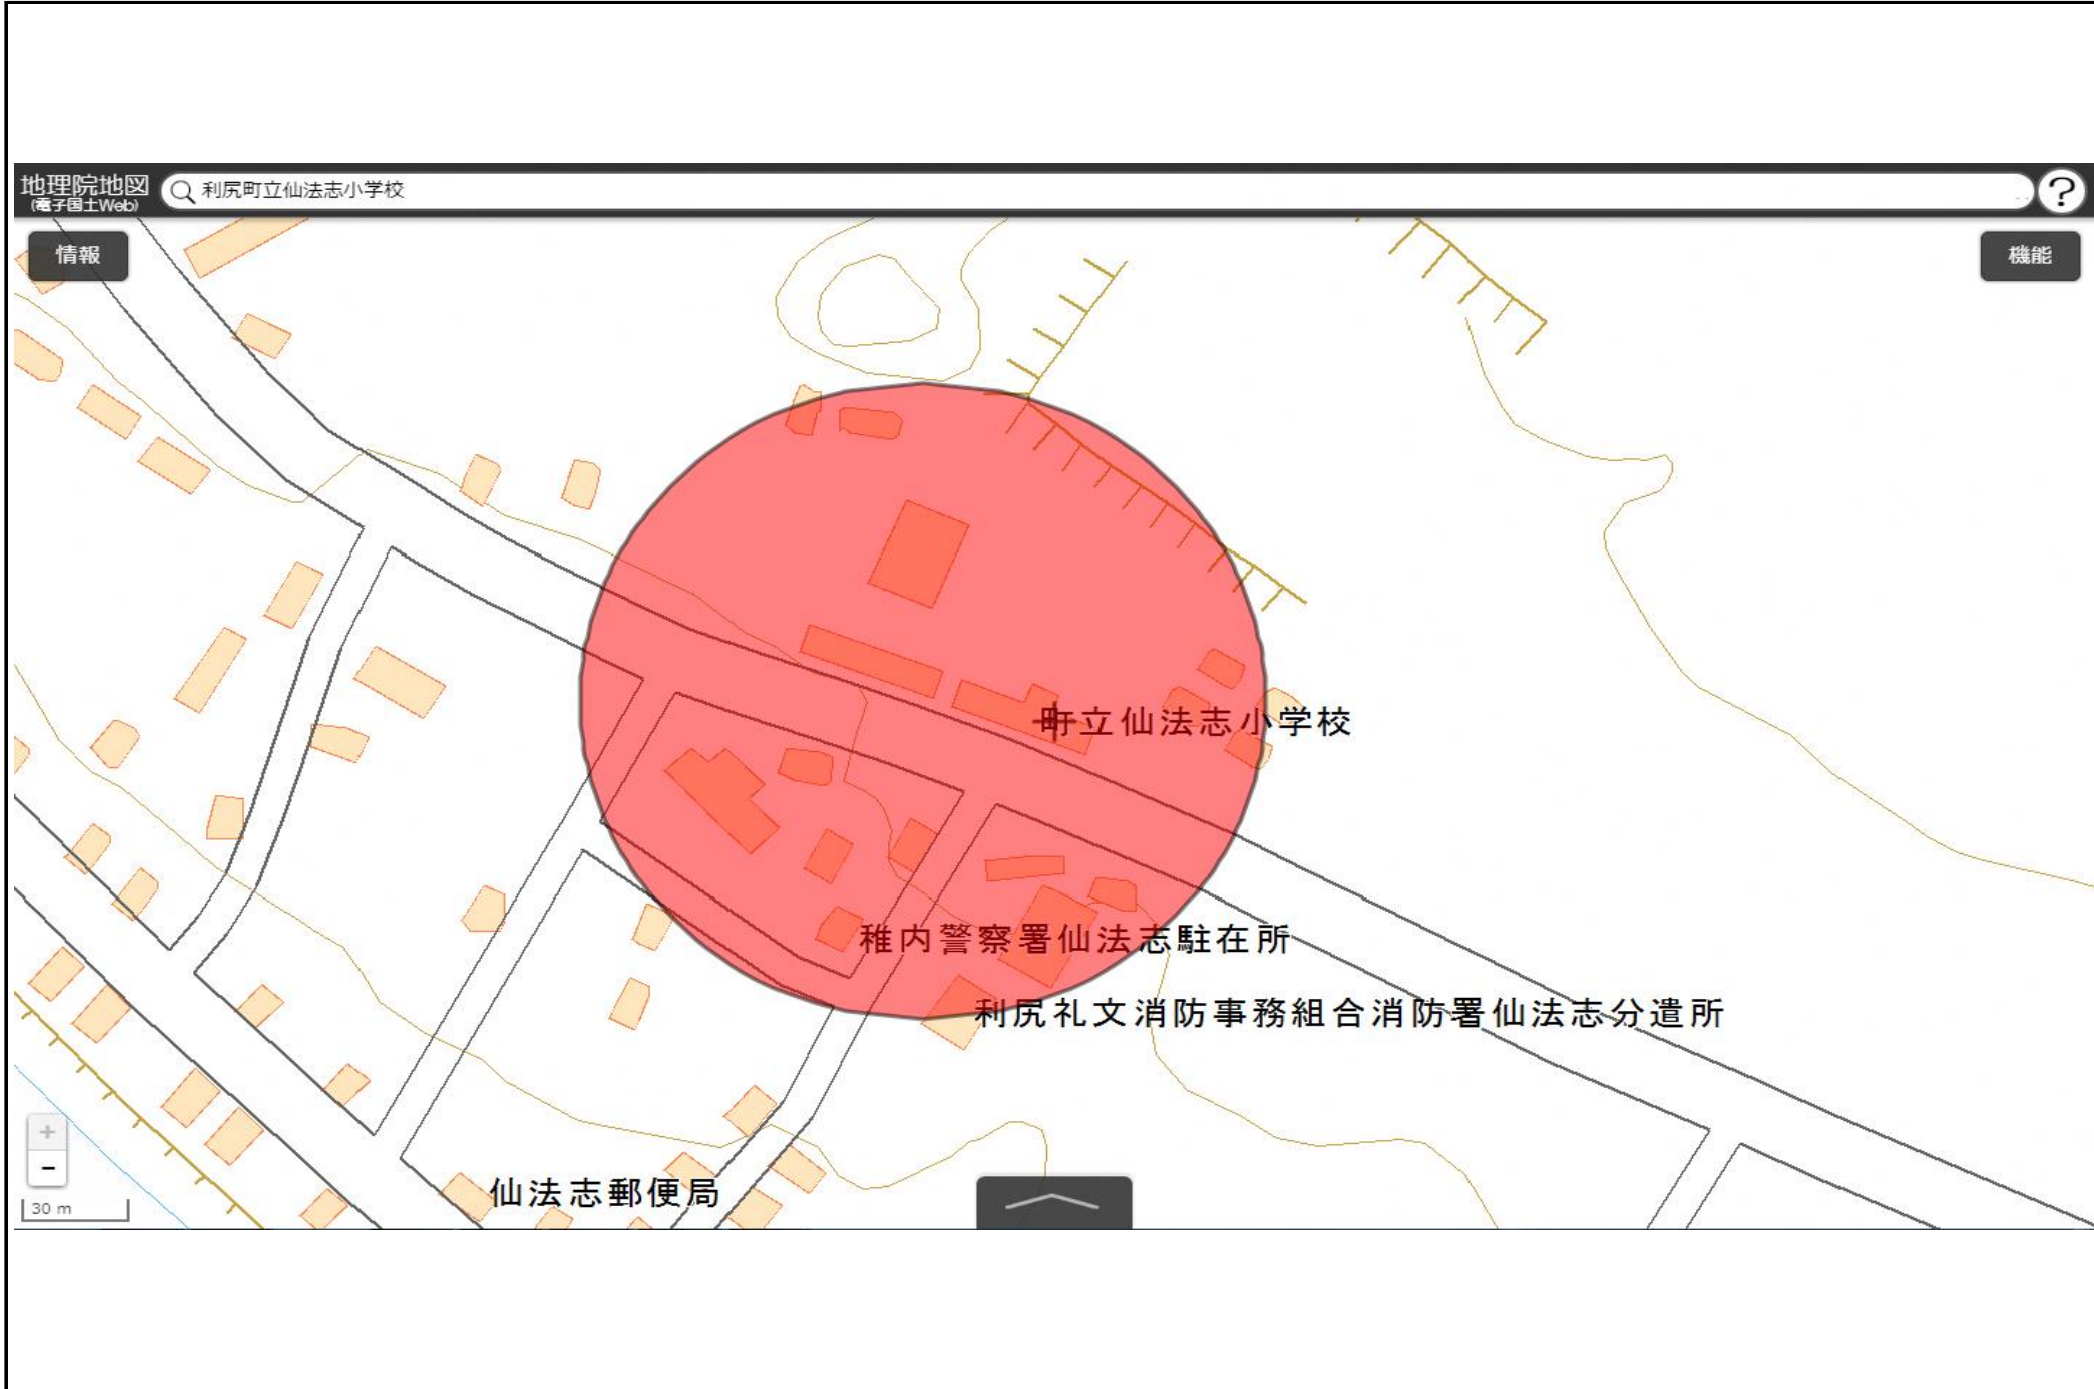 地理院地図
(電子国土Web)
利尻町立仙法志小学校
?
情報
機能
町立仙法志小学校
稚内警察署仙法志駐在所
利尻礼文消防事務組合消防署仙法志分遣所
仙法志郵便局
+
−
30 m